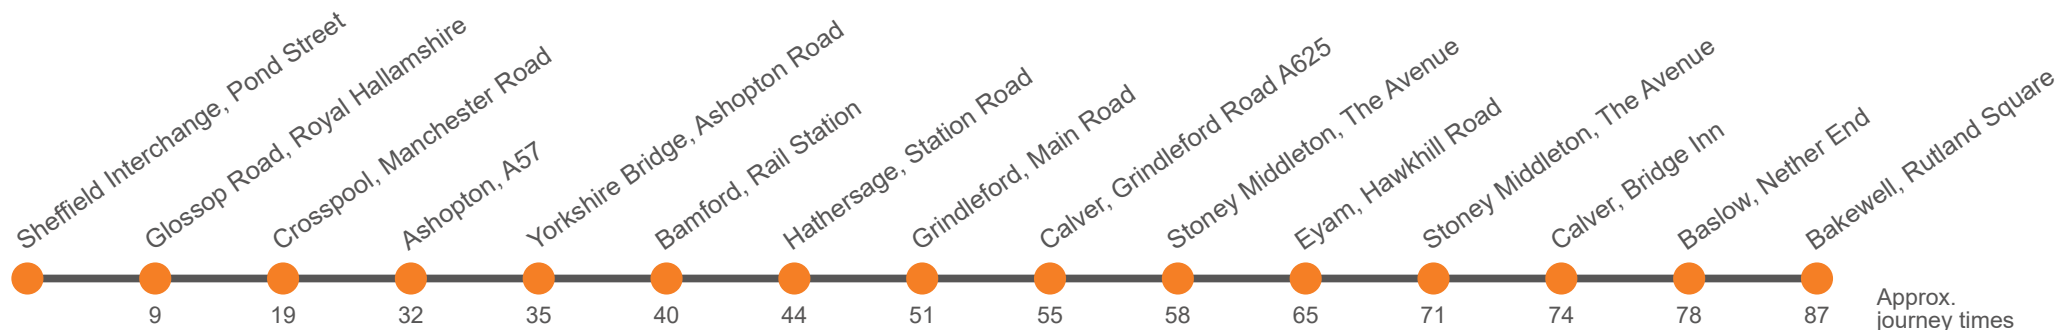 Sheffield Interchange, Pond Street
Glossop Road, Royal Hallamshire
Crosspool, Manchester Road
Ashopton, A57
Yorkshire Bridge, Ashopton Road
Bamford, Rail Station
Hathersage, Station Road
Grindleford, Main Road
Calver, Grindleford Road A625
Stoney Middleton, The Avenue
Eyam, Hawkhill Road
Stoney Middleton, The Avenue
Calver, Bridge Inn
Baslow, Nether End
Bakewell, Rutland Square
9 19 32 35 40 44 51 55 58 65 71 74 78 87
Approx.
journey times